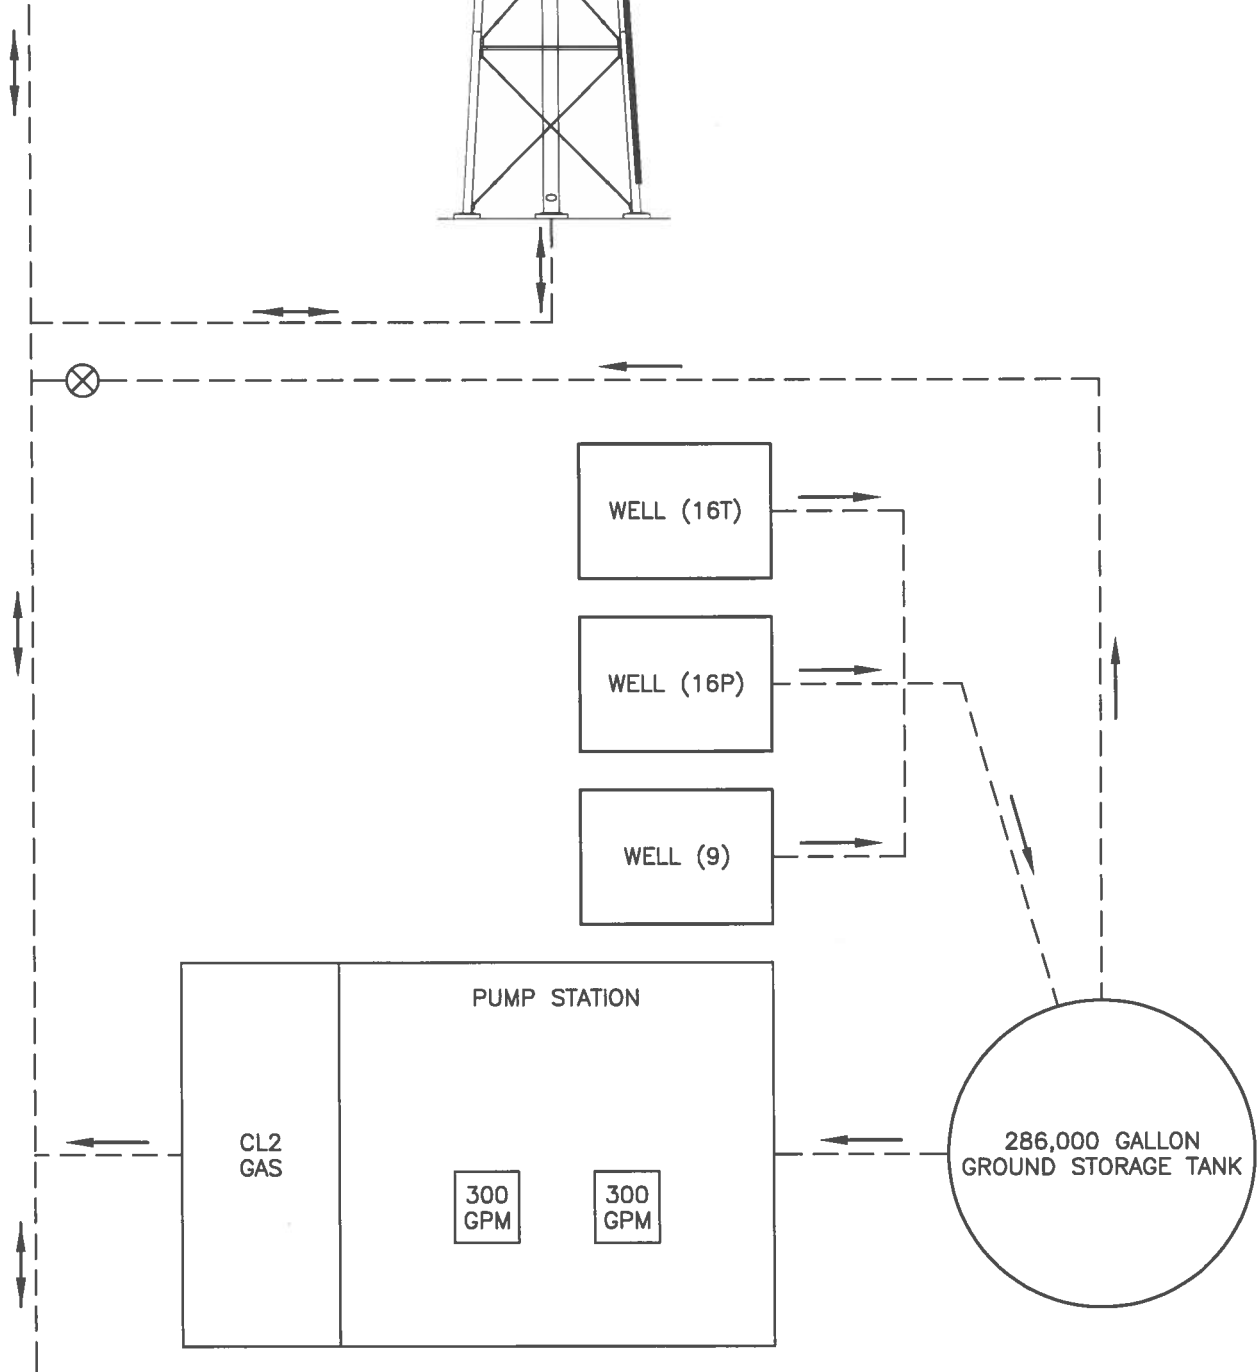 WELL (16T)
WELL (16P)
WELL (9)
PUMP STATION
CL2
GAS
300
GPM
300
GPM
286,000 GALLON
GROUND STORAGE TANK